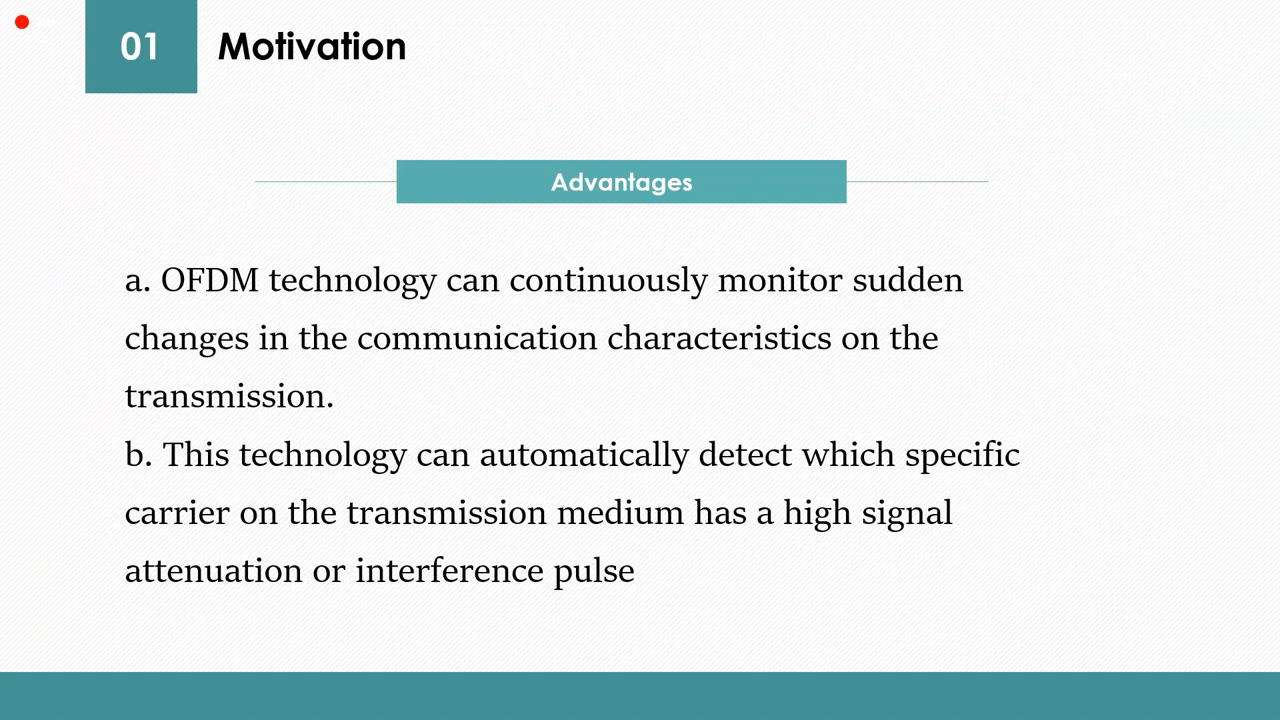 01 Motivation
Advantages
a. OFDM technology can continuously monitor sudden
changes in the communication characteristics on the
transmission.
b. This technology can automatically detect which specific
carrier on the transmission medium has a high signal
attenuation or interference pulse